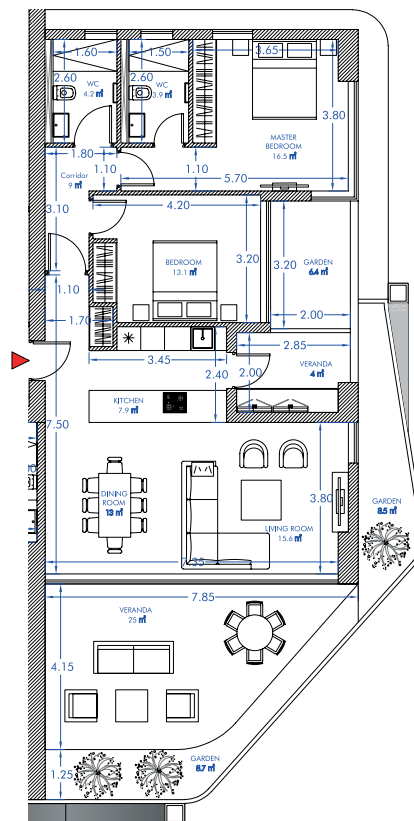 1.60
1.50
3.65
2.60
2.60
WC
4.2 m²
WC
3.9 m²
3.80
MASTER
BEDROOM
16.5 m²
1.80
1.10
1.10
Corridor
9 m²
5.70
4.20
3.10
3.20
BEDROOM
13.1 m²
3.20
GARDEN
6.4 m²
1.10
2.00
1.70
3.45
2.85
2.40
2.00
VERANDA
4 m²
KITCHEN
7.9 m²
7.50
3.80
DINING
ROOM
13 m²
LIVING ROOM
15.6 m²
GARDEN
8.5 m²
7.35
7.85
VERANDA
25 m²
4.15
1.25
GARDEN
8.7 m²